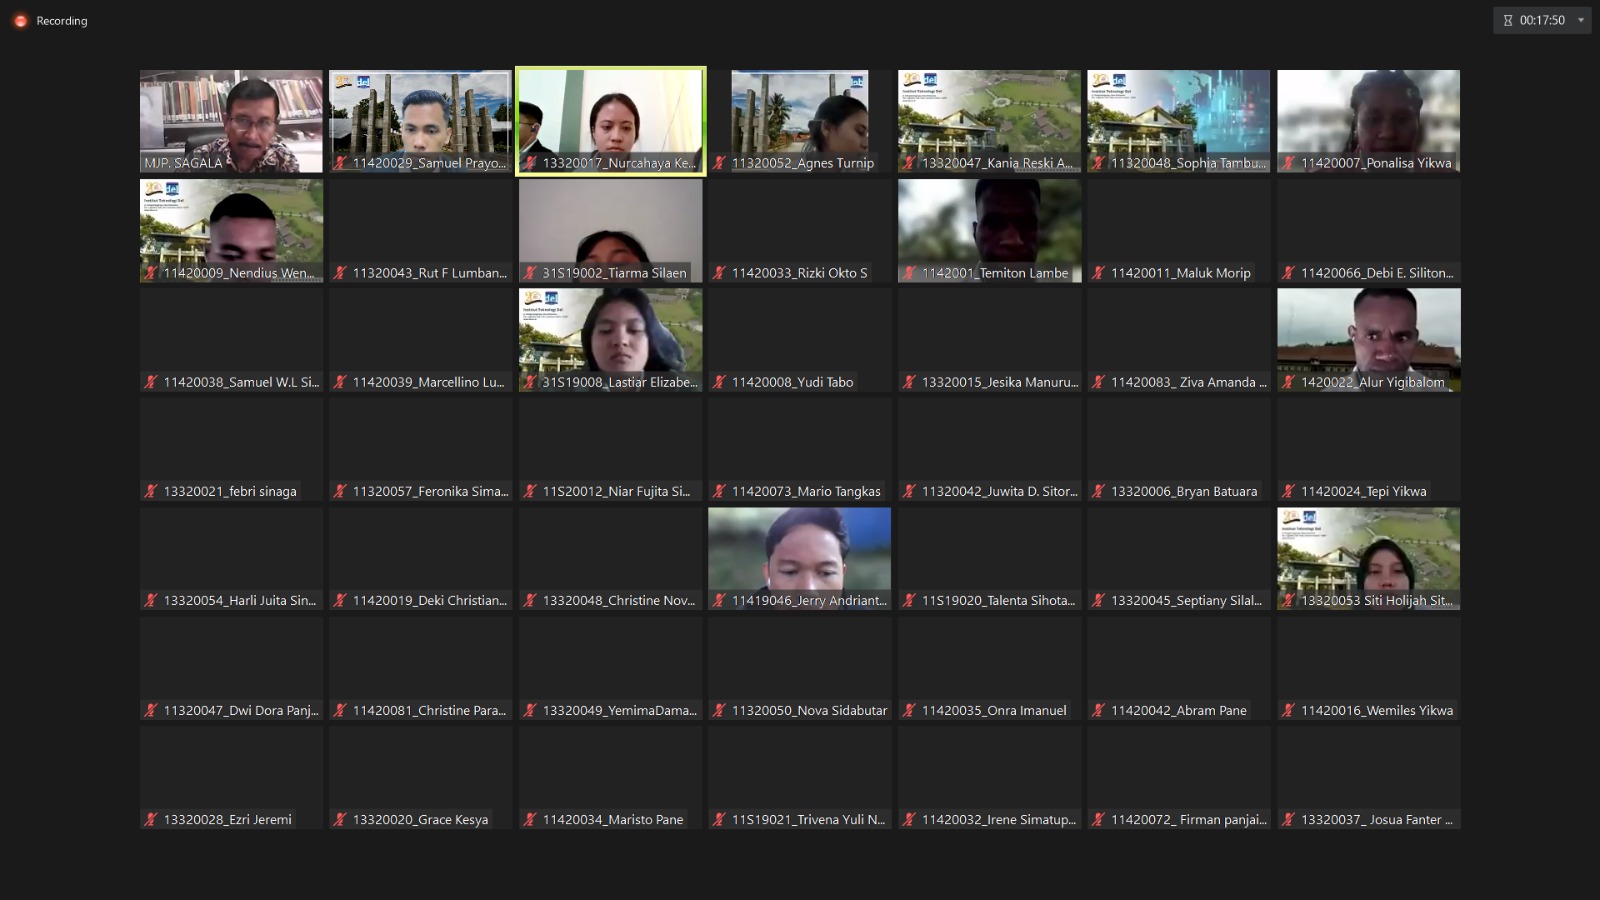 Recording
00:17:50
MJP. SAGALA
11420029_Samuel Prayo...
13320017_Nurcahaya Ke...
11320052_Agnes Turnip
13320047_Kania Reski A...
11320048_Sophia Tambu...
11420007_Ponalisa Yikwa
11420009_Nendius Wen...
11320043_Rut F Lumban...
31S19002_Tiarma Silaen
11420033_Rizki Okto S
1142001_Temiton Lambe
11420011_Maluk Morip
11420066_Debi E. Siliton...
11420038_Samuel W.L Si...
11420039_Marcellino Lu...
31S19008_Lastiar Elizabe...
11420008_Yudi Tabo
13320015_Jesika Manuru...
11420083_ Ziva Amanda ...
1420022_Alur Yigibalom
13320021_febri sinaga
11320057_Feronika Sima...
11S20012_Niar Fujita Si...
11420073_Mario Tangkas
11320042_Juwita D. Sitor...
13320006_Bryan Batuara
11420024_Tepi Yikwa
13320054_Harli Juita Sin...
11420019_Deki Christian...
13320048_Christine Nov...
11419046_Jerry Andriant...
11S19020_Talenta Sihota...
13320045_Septiany Silal...
13320053 Siti Holijah Sit...
11320047_Dwi Dora Panj...
11420081_Christine Para...
13320049_YemimaDama...
11320050_Nova Sidabutar
11420035_Onra Imanuel
11420042_Abram Pane
11420016_Wemiles Yikwa
13320028_Ezri Jeremi
13320020_Grace Kesya
11420034_Maristo Pane
11S19021_Trivena Yuli N...
11420032_Irene Simatup...
11420072_ Firman panjai...
13320037_ Josua Fanter ...